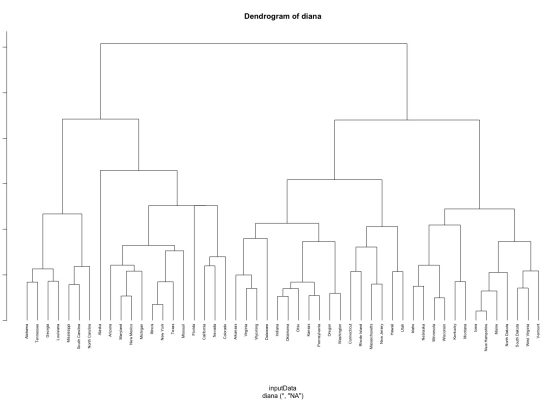 Dendrogram of diana
Alabama
Tennessee
Georgia
Louisiana
Mississippi
South Carolina
North Carolina
Alaska
Arizona
Maryland
New Mexico
Michigan
Illinois
New York
Texas
Missouri
Florida
California
Nevada
Colorado
Arkansas
Virginia
Wyoming
Delaware
Indiana
Oklahoma
Ohio
Kansas
Pennsylvania
Oregon
Washington
Connecticut
Rhode Island
Massachusetts
New Jersey
Hawaii
Utah
Idaho
Nebraska
Minnesota
Wisconsin
Kentucky
Montana
Iowa
New Hampshire
Maine
North Dakota
South Dakota
West Virginia
Vermont
inputData
diana (*, "NA")